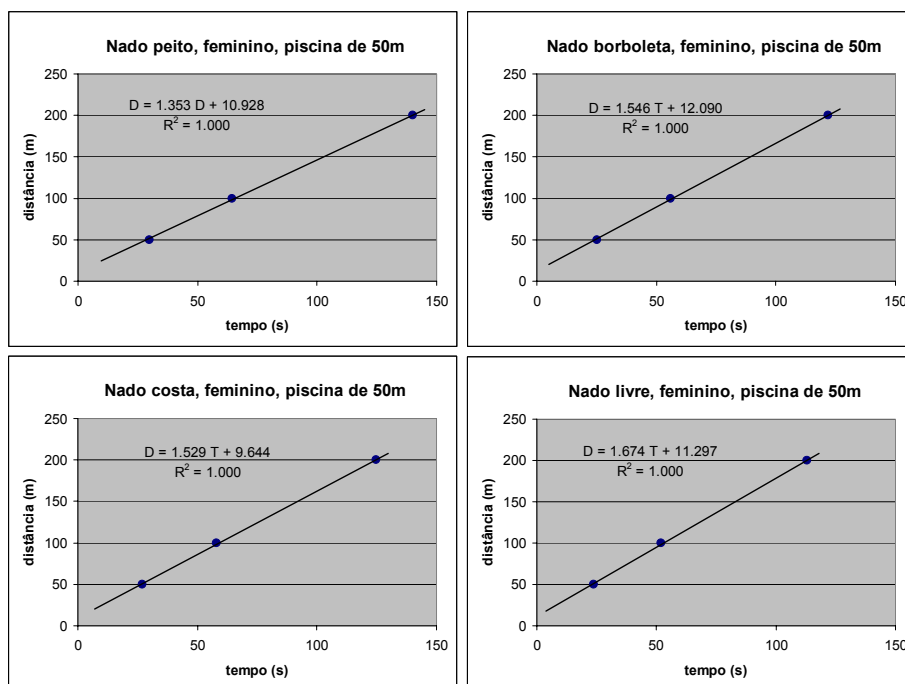 Nado peito, feminino, piscina de 50m
D = 1.353 D + 10.928
R² = 1.000
distância (m)
250
200
150
100
50
0
0 50 100 150
tempo (s)
Nado borboleta, feminino, piscina de 50m
D = 1.546 T + 12.090
R² = 1.000
distância (m)
250
200
150
100
50
0
0 50 100 150
tempo (s)
Nado costa, feminino, piscina de 50m
D = 1.529 T + 9.644
R² = 1.000
distância (m)
250
200
150
100
50
0
0 50 100 150
tempo (s)
Nado livre, feminino, piscina de 50m
D = 1.674 T + 11.297
R² = 1.000
distância (m)
250
200
150
100
50
0
0 50 100 150
tempo (s)